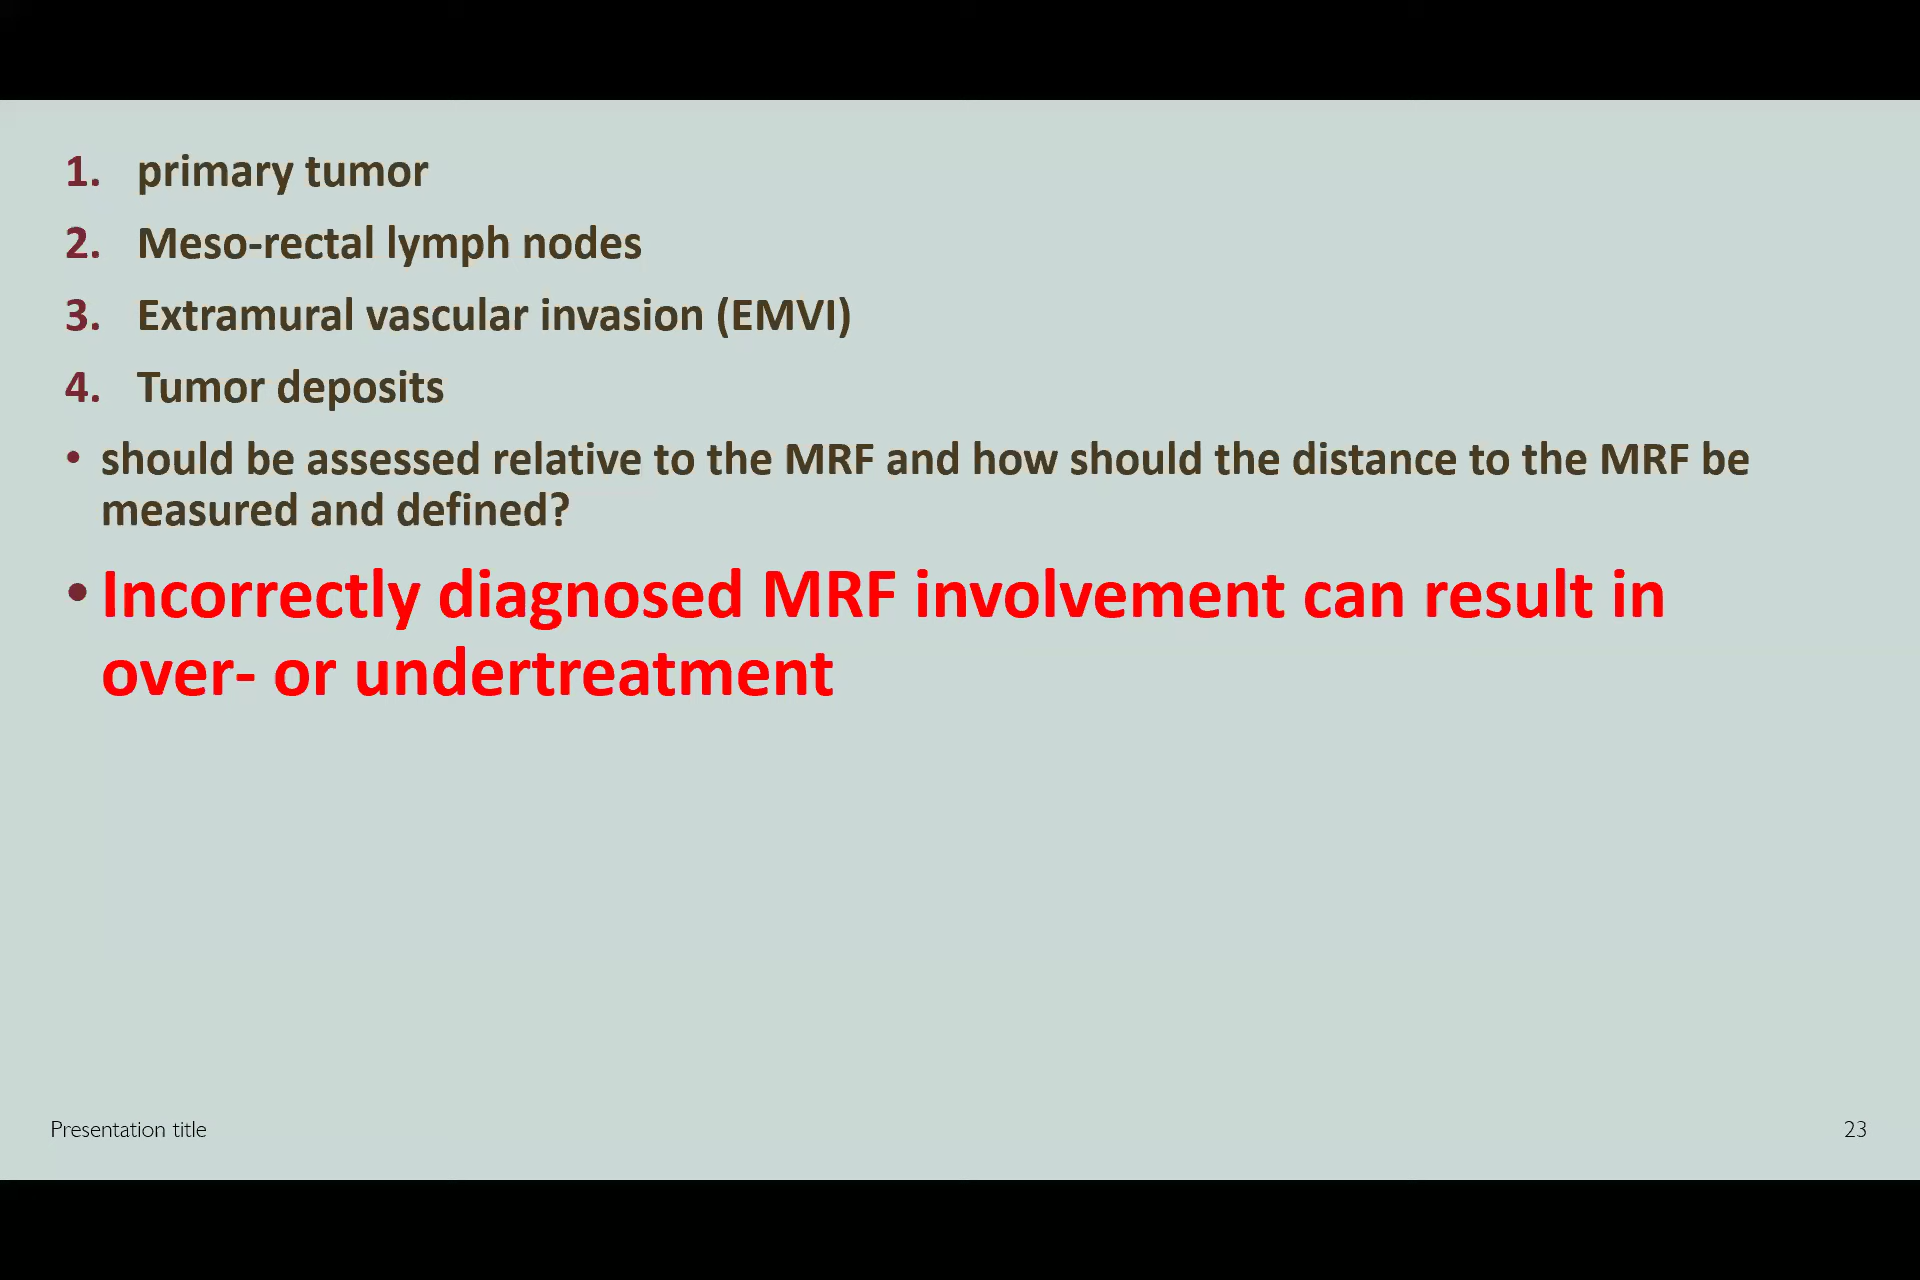 1. primary tumor
2. Meso-rectal lymph nodes
3. Extramural vascular invasion (EMVI)
4. Tumor deposits
• should be assessed relative to the MRF and how should the distance to the MRF be
measured and defined?
• Incorrectly diagnosed MRF involvement can result in
over- or undertreatment
Presentation title
23